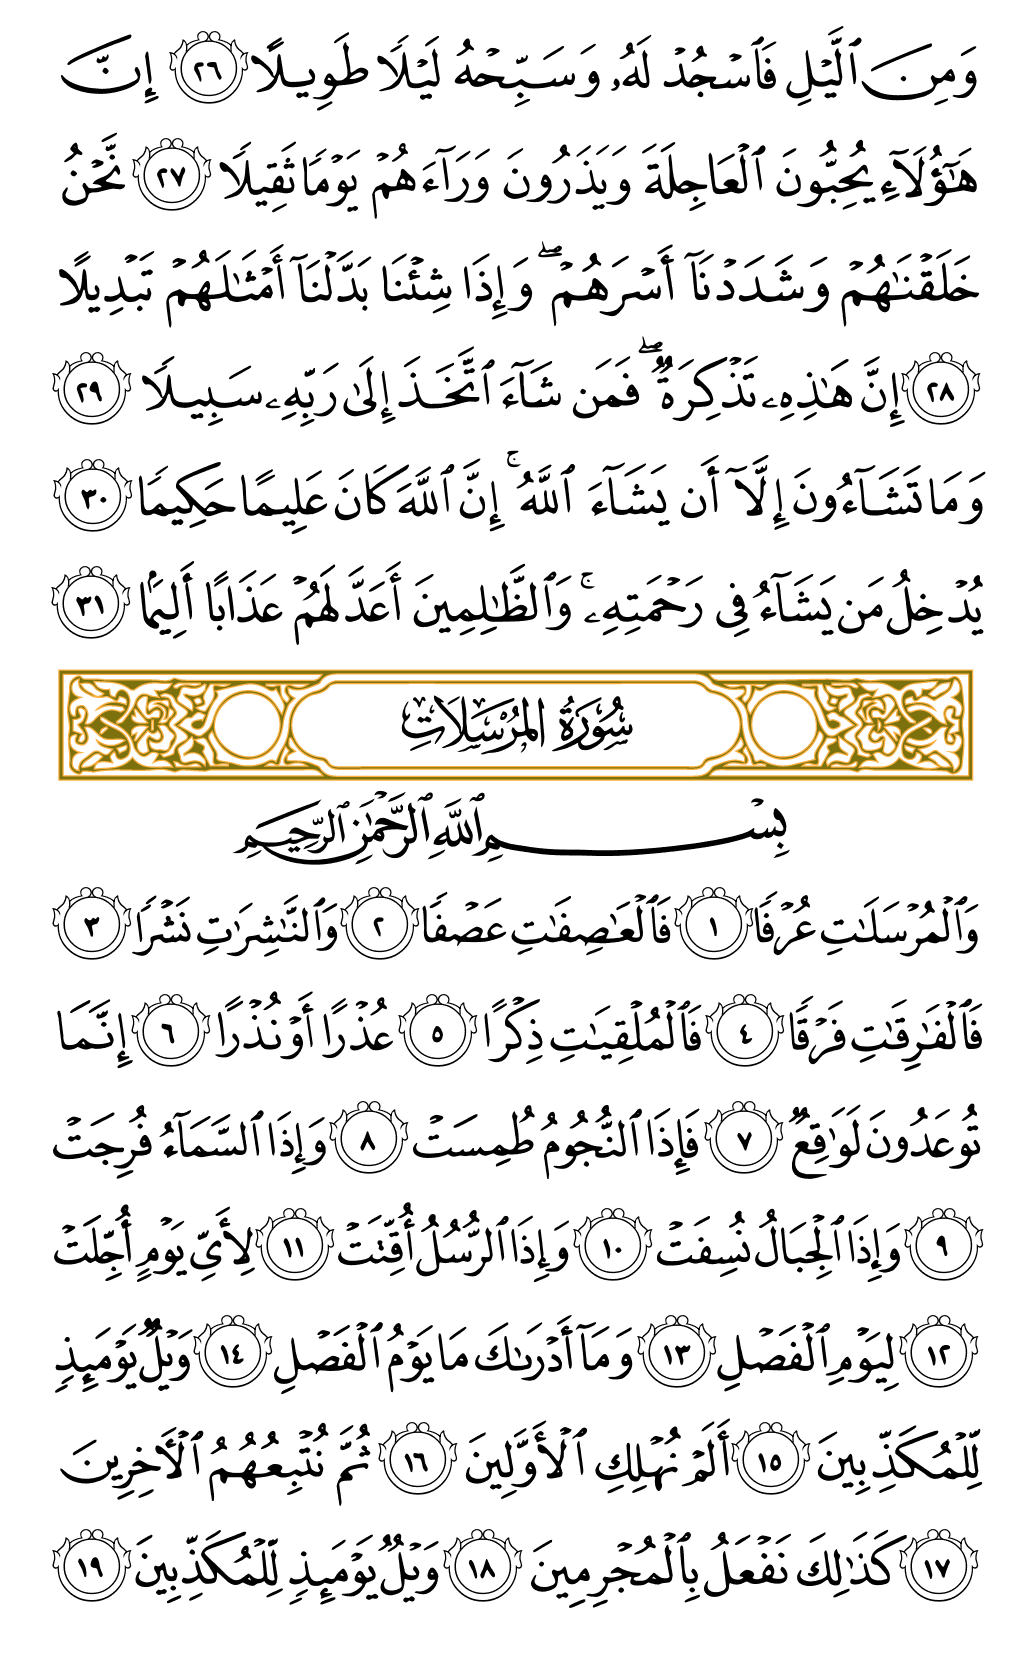 وَمِنَ ٱلَّيۡلِ فَٱسۡجُدۡ لَهُۥ وَسَبِّحۡهُ لَيۡلٗا طَوِيلًا ٢٦ إِنَّ
هَٰٓؤُلَآءِ يُحِبُّونَ ٱلۡعَاجِلَةَ وَيَذَرُونَ وَرَآءَهُمۡ يَوۡمٗا ثَقِيلٗا ٢٧ نَّحۡنُ
خَلَقۡنَٰهُمۡ وَشَدَدۡنَآ أَسۡرَهُمۡۖ وَإِذَا شِئۡنَا بَدَّلۡنَآ أَمۡثَٰلَهُمۡ تَبۡدِيلًا
٢٨ إِنَّ هَٰذِهِۦ تَذۡكِرَةٞۖ فَمَن شَآءَ ٱتَّخَذَ إِلَىٰ رَبِّهِۦ سَبِيلٗا ٢٩
وَمَا تَشَآءُونَ إِلَّآ أَن يَشَآءَ ٱللَّهُۚ إِنَّ ٱللَّهَ كَانَ عَلِيمًا حَكِيمٗا ٣٠
يُدۡخِلُ مَن يَشَآءُ فِي رَحۡمَتِهِۦۚ وَٱلظَّٰلِمِينَ أَعَدَّ لَهُمۡ عَذَابًا أَلِيمَۢا ٣١
سُورَةُ المُرۡسَلَاتِ
بِسۡمِ ٱللَّهِ ٱلرَّحۡمَٰنِ ٱلرَّحِيمِ
وَٱلۡمُرۡسَلَٰتِ عُرۡفٗا ١ فَٱلۡعَٰصِفَٰتِ عَصۡفٗا ٢ وَٱلنَّٰشِرَٰتِ نَشۡرٗا ٣
فَٱلۡفَٰرِقَٰتِ فَرۡقٗا ٤ فَٱلۡمُلۡقِيَٰتِ ذِكۡرًا ٥ عُذۡرًا أَوۡ نُذۡرًا ٦ إِنَّمَا
تُوعَدُونَ لَوَٰقِعٞ ٧ فَإِذَا ٱلنُّجُومُ طُمِسَتۡ ٨ وَإِذَا ٱلسَّمَآءُ فُرِجَتۡ
٩ وَإِذَا ٱلۡجِبَالُ نُسِفَتۡ ١٠ وَإِذَا ٱلرُّسُلُ أُقِّتَتۡ ١١ لِأَيِّ يَوۡمٍ أُجِّلَتۡ
١٢ لِيَوۡمِ ٱلۡفَصۡلِ ١٣ وَمَآ أَدۡرَىٰكَ مَا يَوۡمُ ٱلۡفَصۡلِ ١٤ وَيۡلٞ يَوۡمَئِذٖ
لِّلۡمُكَذِّبِينَ ١٥ أَلَمۡ نُهۡلِكِ ٱلۡأَوَّلِينَ ١٦ ثُمَّ نُتۡبِعُهُمُ ٱلۡأٓخِرِينَ
١٧ كَذَٰلِكَ نَفۡعَلُ بِٱلۡمُجۡرِمِينَ ١٨ وَيۡلٞ يَوۡمَئِذٖ لِّلۡمُكَذِّبِينَ ١٩